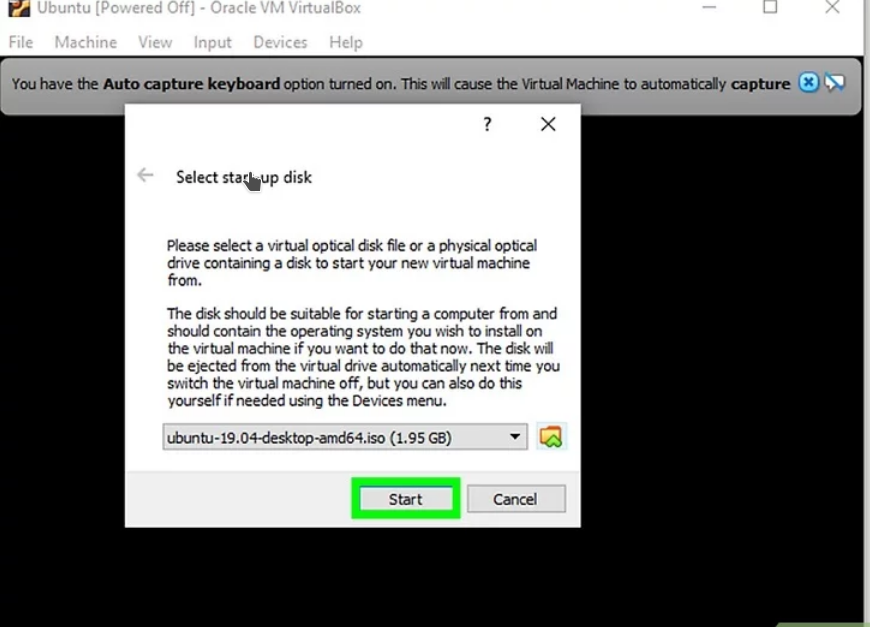 Ubuntu [Powered Off] - Oracle VM VirtualBox
File Machine View Input Devices Help
You have the Auto capture keyboard option turned on. This will cause the Virtual Machine to automatically capture
?
Select start-up disk
Please select a virtual optical disk file or a physical optical
drive containing a disk to start your new virtual machine
from.
The disk should be suitable for starting a computer from and
should contain the operating system you wish to install on
the virtual machine if you want to do that now. The disk will
be ejected from the virtual drive automatically next time you
switch the virtual machine off, but you can also do this
yourself if needed using the Devices menu.
ubuntu-19.04-desktop-amd64.iso (1.95 GB)
Start Cancel